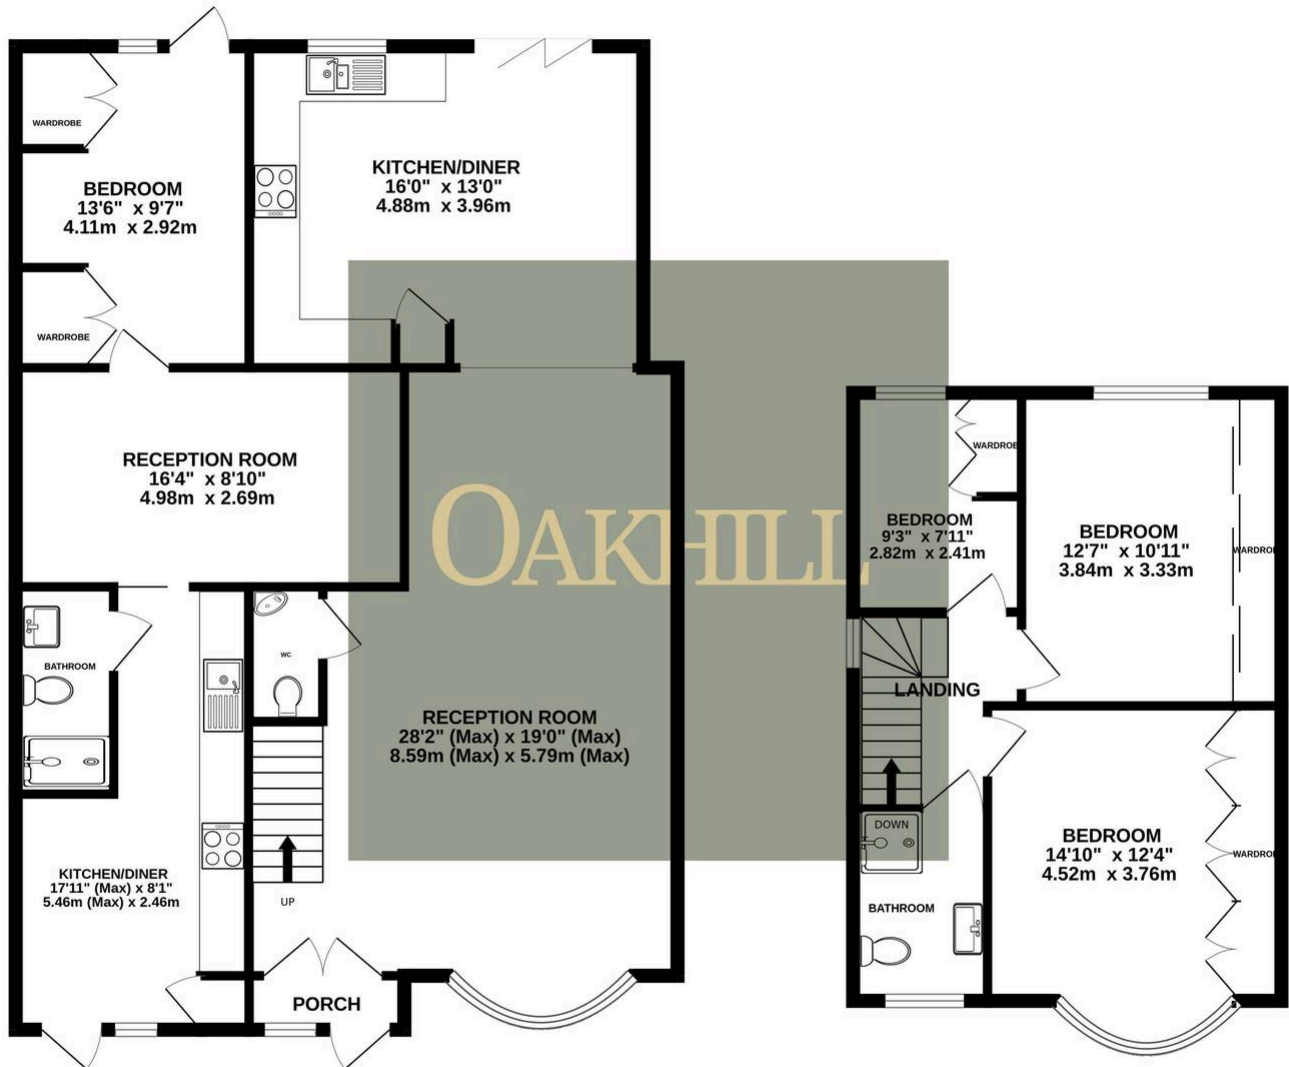 WARDROBE
BEDROOM
13'6" x 9'7"
4.11m x 2.92m
WARDROBE
KITCHEN/DINER
16'0" x 13'0"
4.88m x 3.96m
RECEPTION ROOM
16'4" x 8'10"
4.98m x 2.69m
OAKHILL
BATHROOM
WC
RECEPTION ROOM
28'2" (Max) x 19'0" (Max)
8.59m (Max) x 5.79m (Max)
KITCHEN/DINER
17'11" (Max) x 8'1"
5.46m (Max) x 2.46m
UP
PORCH
WARDROBE
BEDROOM
9'3" x 7'11"
2.82m x 2.41m
BEDROOM
12'7" x 10'11"
3.84m x 3.33m
WARDRO
LANDING
DOWN
BATHROOM
BEDROOM
14'10" x 12'4"
4.52m x 3.76m
WARDRO